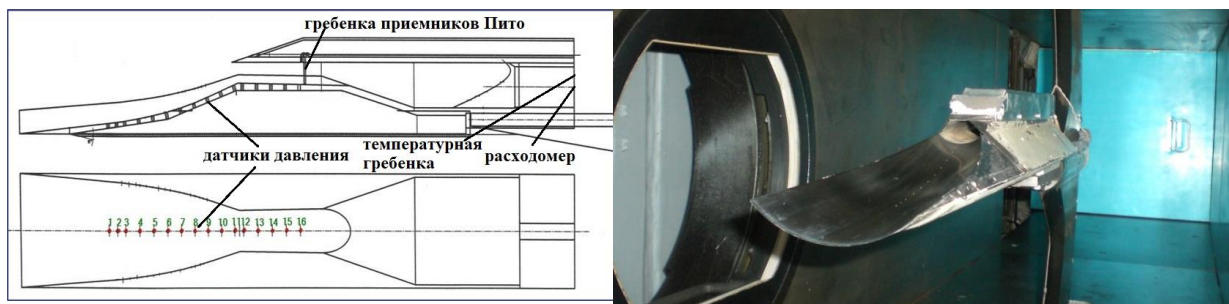 гребенка приемников Пито
датчики давления
температурная
гребенка
расходомер
1 2 3 4 5 6 7 8 9 10 11 12 13 14 15 16